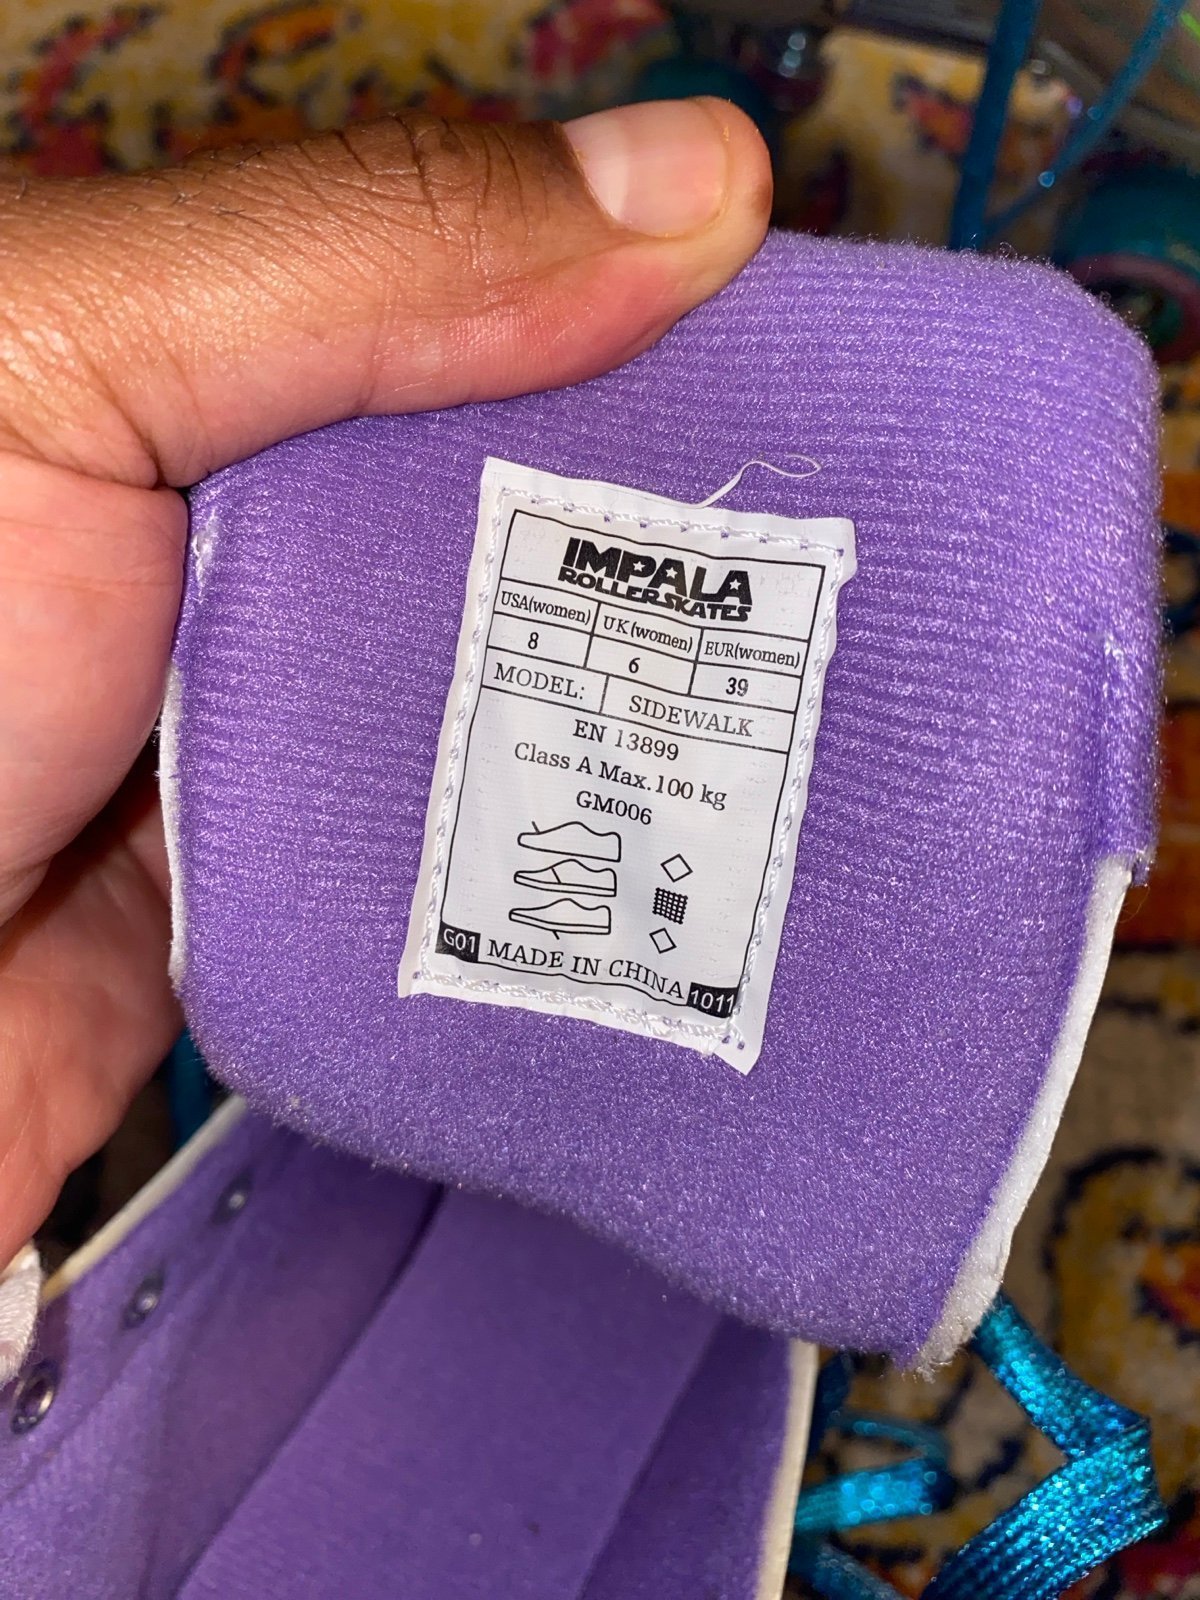 IMPALA
ROLLERSKATES
USA(women) UK(women) EUR(women)
8 6 39
MODEL: SIDEWALK
EN 13899
Class A Max.100 kg
GM006
G01 MADE IN CHINA 1011